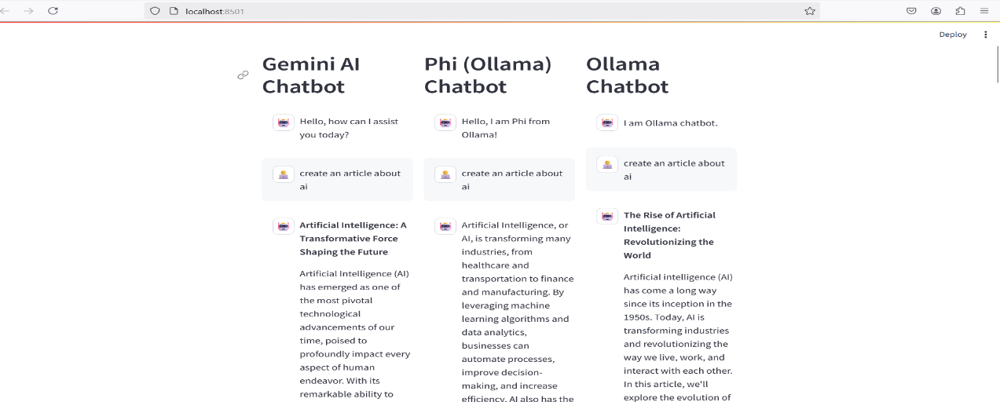 localhost:8501
Deploy
Gemini AI
Chatbot
Hello, how can I assist
you today?
create an article about
ai
Artificial Intelligence: A
Transformative Force
Shaping the Future
Artificial Intelligence (AI)
has emerged as one of
the most pivotal
technological
advancements of our
time, poised to
profoundly impact every
aspect of human
endeavor. With its
remarkable ability to
Phi (Ollama)
Chatbot
Hello, I am Phi from
Ollama!
create an article about
ai
Artificial Intelligence, or
AI, is transforming many
industries, from
healthcare and
transportation to finance
and manufacturing. By
leveraging machine
learning algorithms and
data analytics,
businesses can
automate processes,
improve decision-
making, and increase
efficiency. AI also has the
Ollama
Chatbot
I am Ollama chatbot.
create an article about
ai
The Rise of Artificial
Intelligence:
Revolutionizing the
World
Artificial intelligence (AI)
has come a long way
since its inception in the
1950s. Today, AI is
transforming industries
and revolutionizing the
way we live, work, and
interact with each other.
In this article, we'll
explore the evolution of